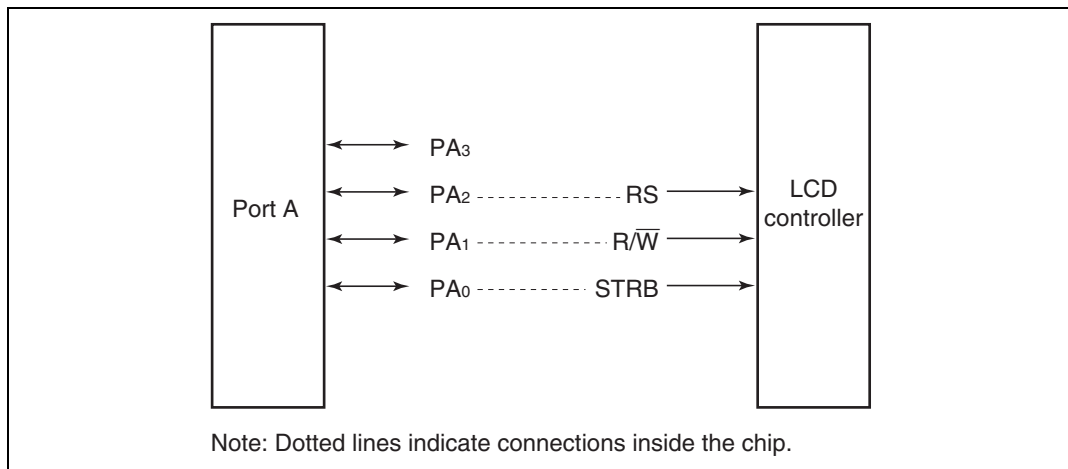 PA3
Port A
PA2 RS
LCD
controller
PA1 R/W̅
PA0 STRB
Note: Dotted lines indicate connections inside the chip.